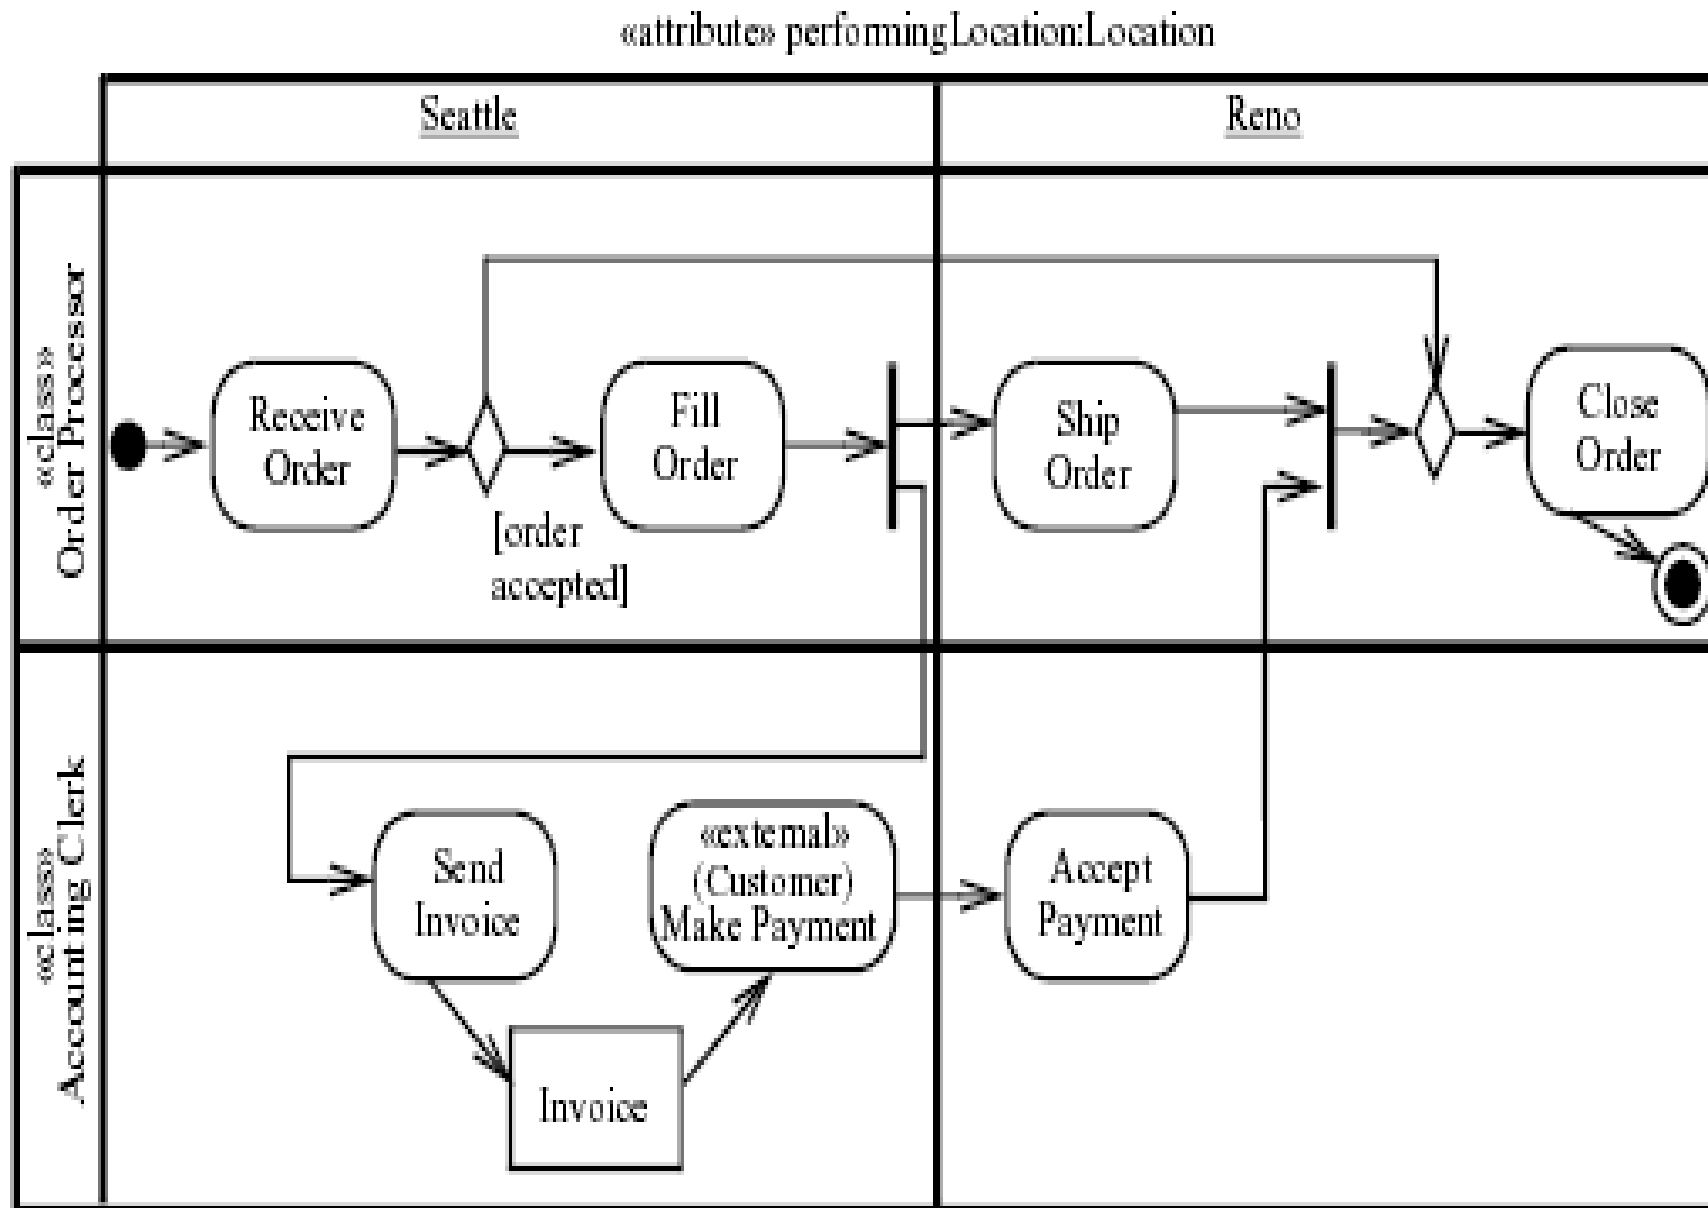 «attribute» performingLocation:Location
Seattle
Reno
«class»
Order Processor
Receive
Order
[order
accepted]
Fill
Order
Ship
Order
Close
Order
«class»
Accounting Clerk
Send
Invoice
«external»
(Customer)
Make Payment
Accept
Payment
Invoice